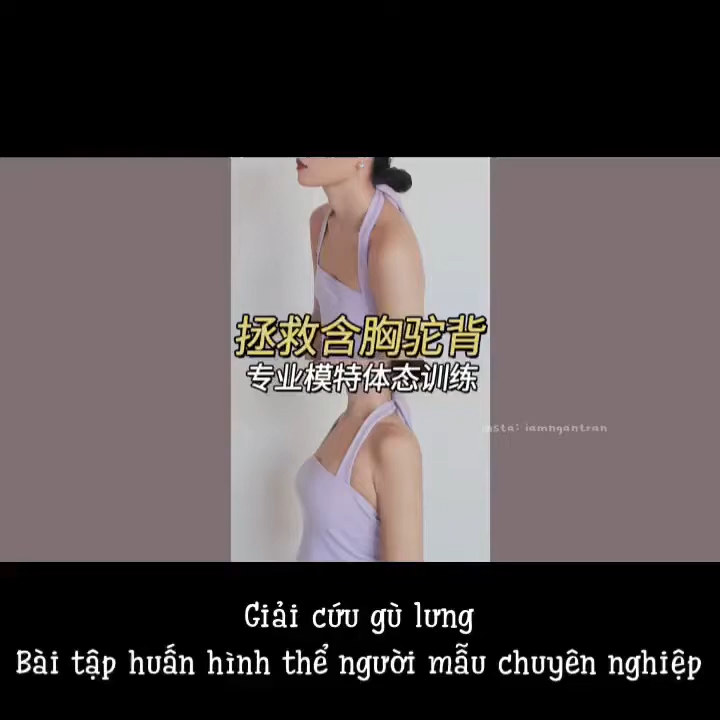 拯救含胸驼背
专业模特体态训练
insta: iamngantran
Giải cứu gù lưng
Bài tập huấn hình thể người mẫu chuyên nghiệp